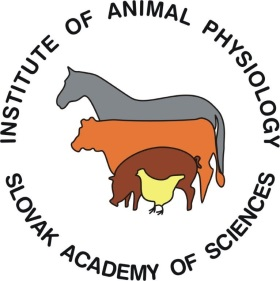 INSTITUTE OF ANIMAL PHYSIOLOGY
SLOVAK ACADEMY OF SCIENCES